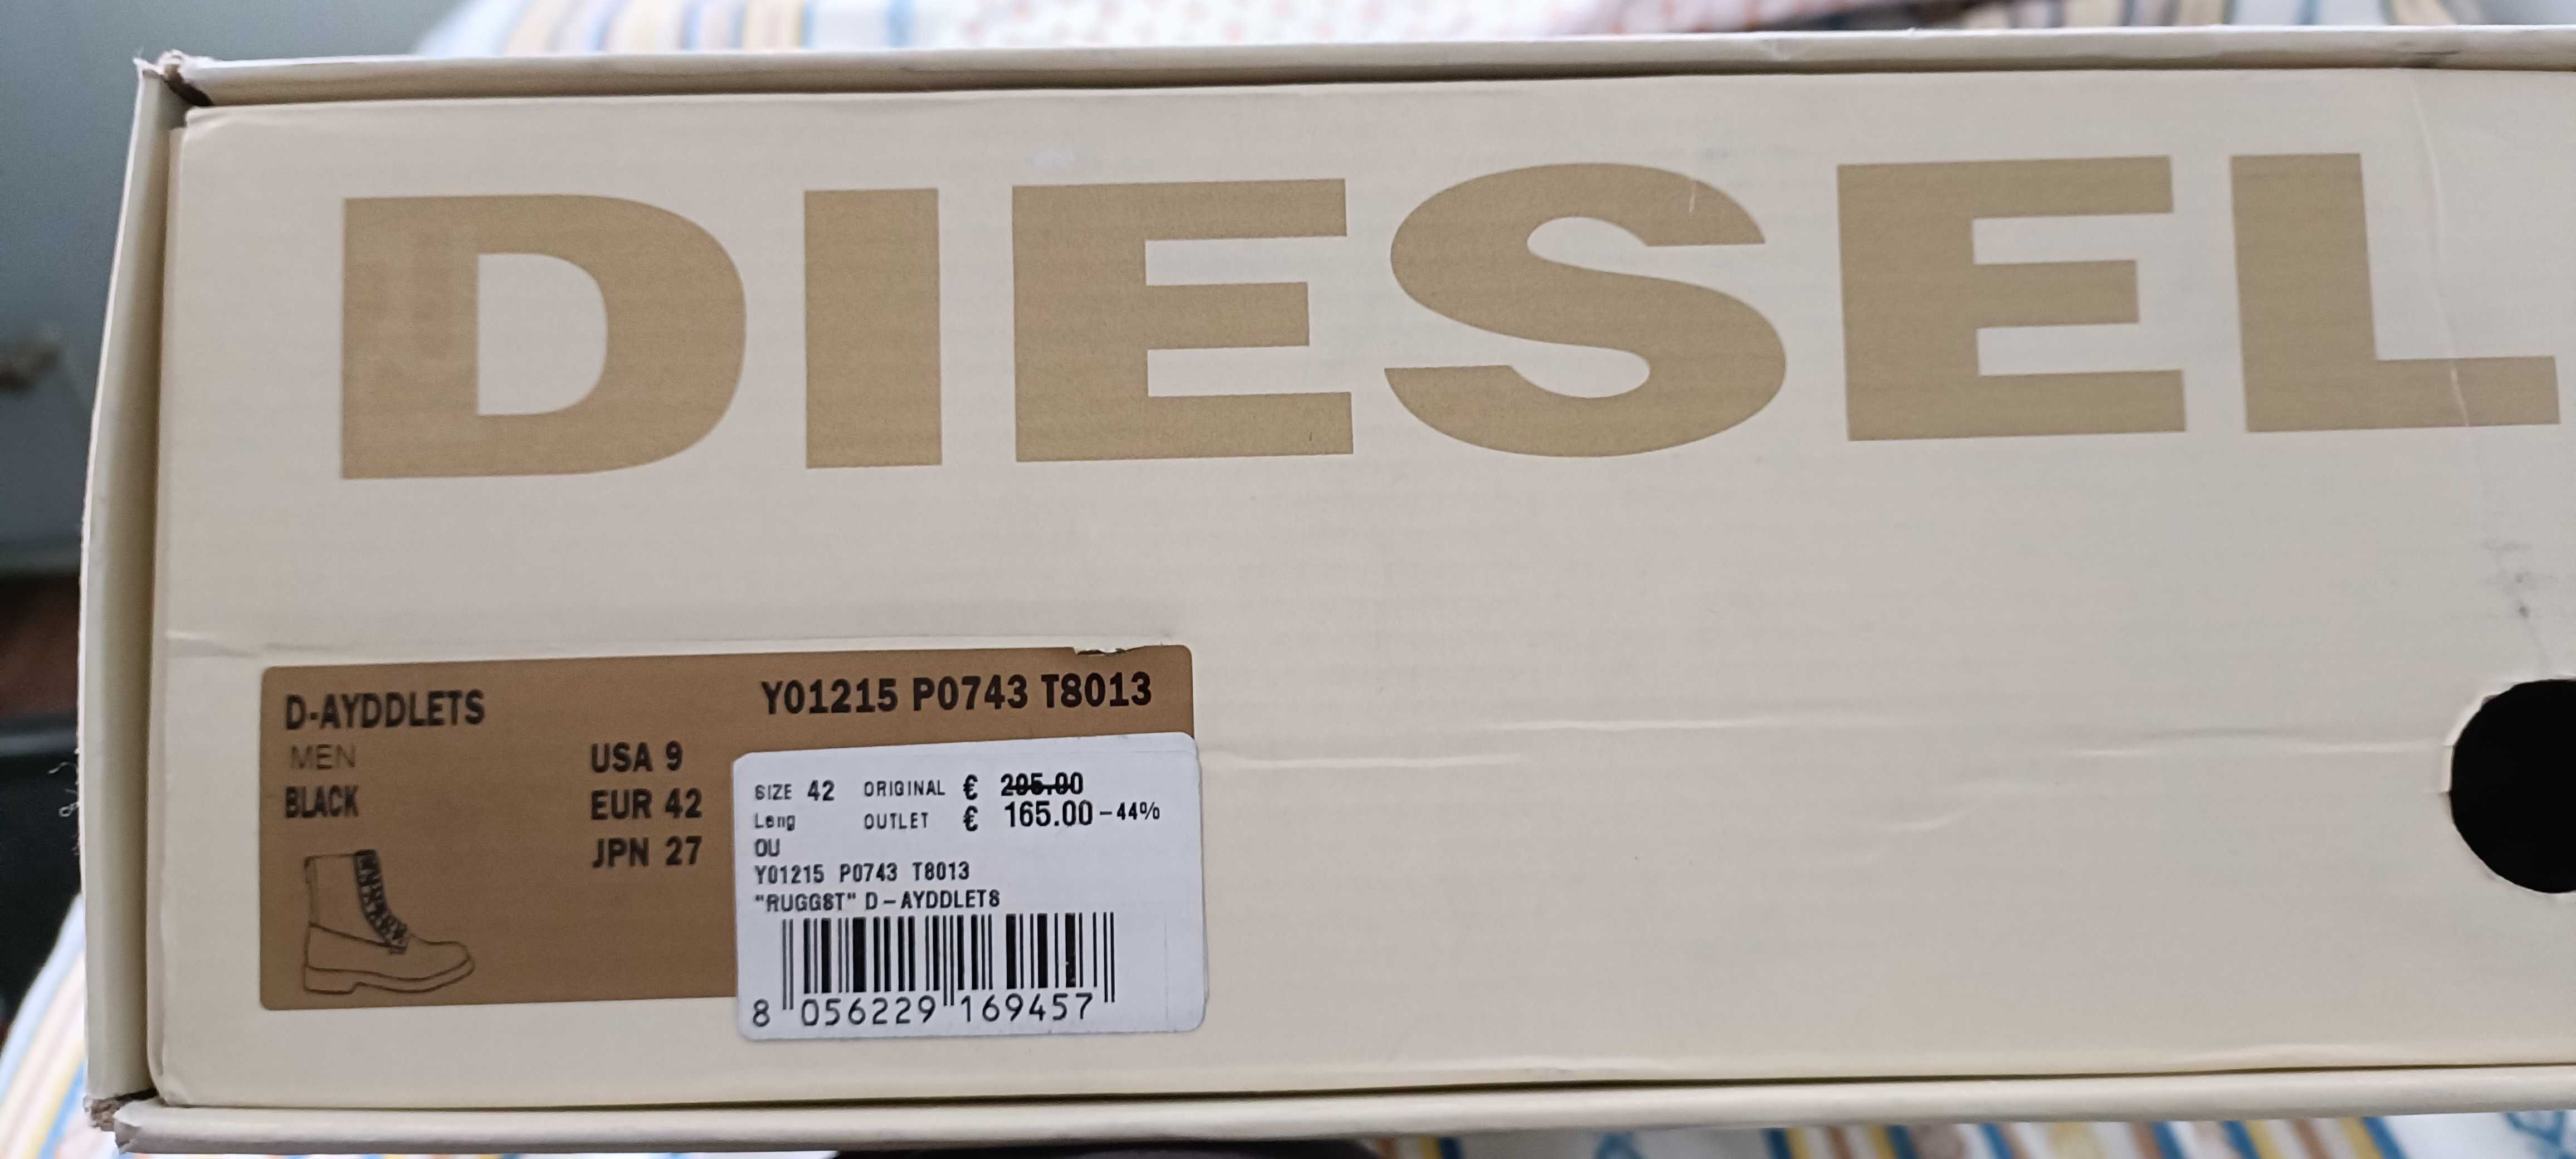 DIESEL
D-AYDDLETS
Y01215 P0743 T8013
MEN
BLACK
USA 9
EUR 42
JPN 27
SIZE 42 ORIGINAL € 295.00
Leng OUTLET € 165.00-44%
OU
Y01215 P0743 T8013
"RUGGST" D-AYDDLETS
8 056229 169457